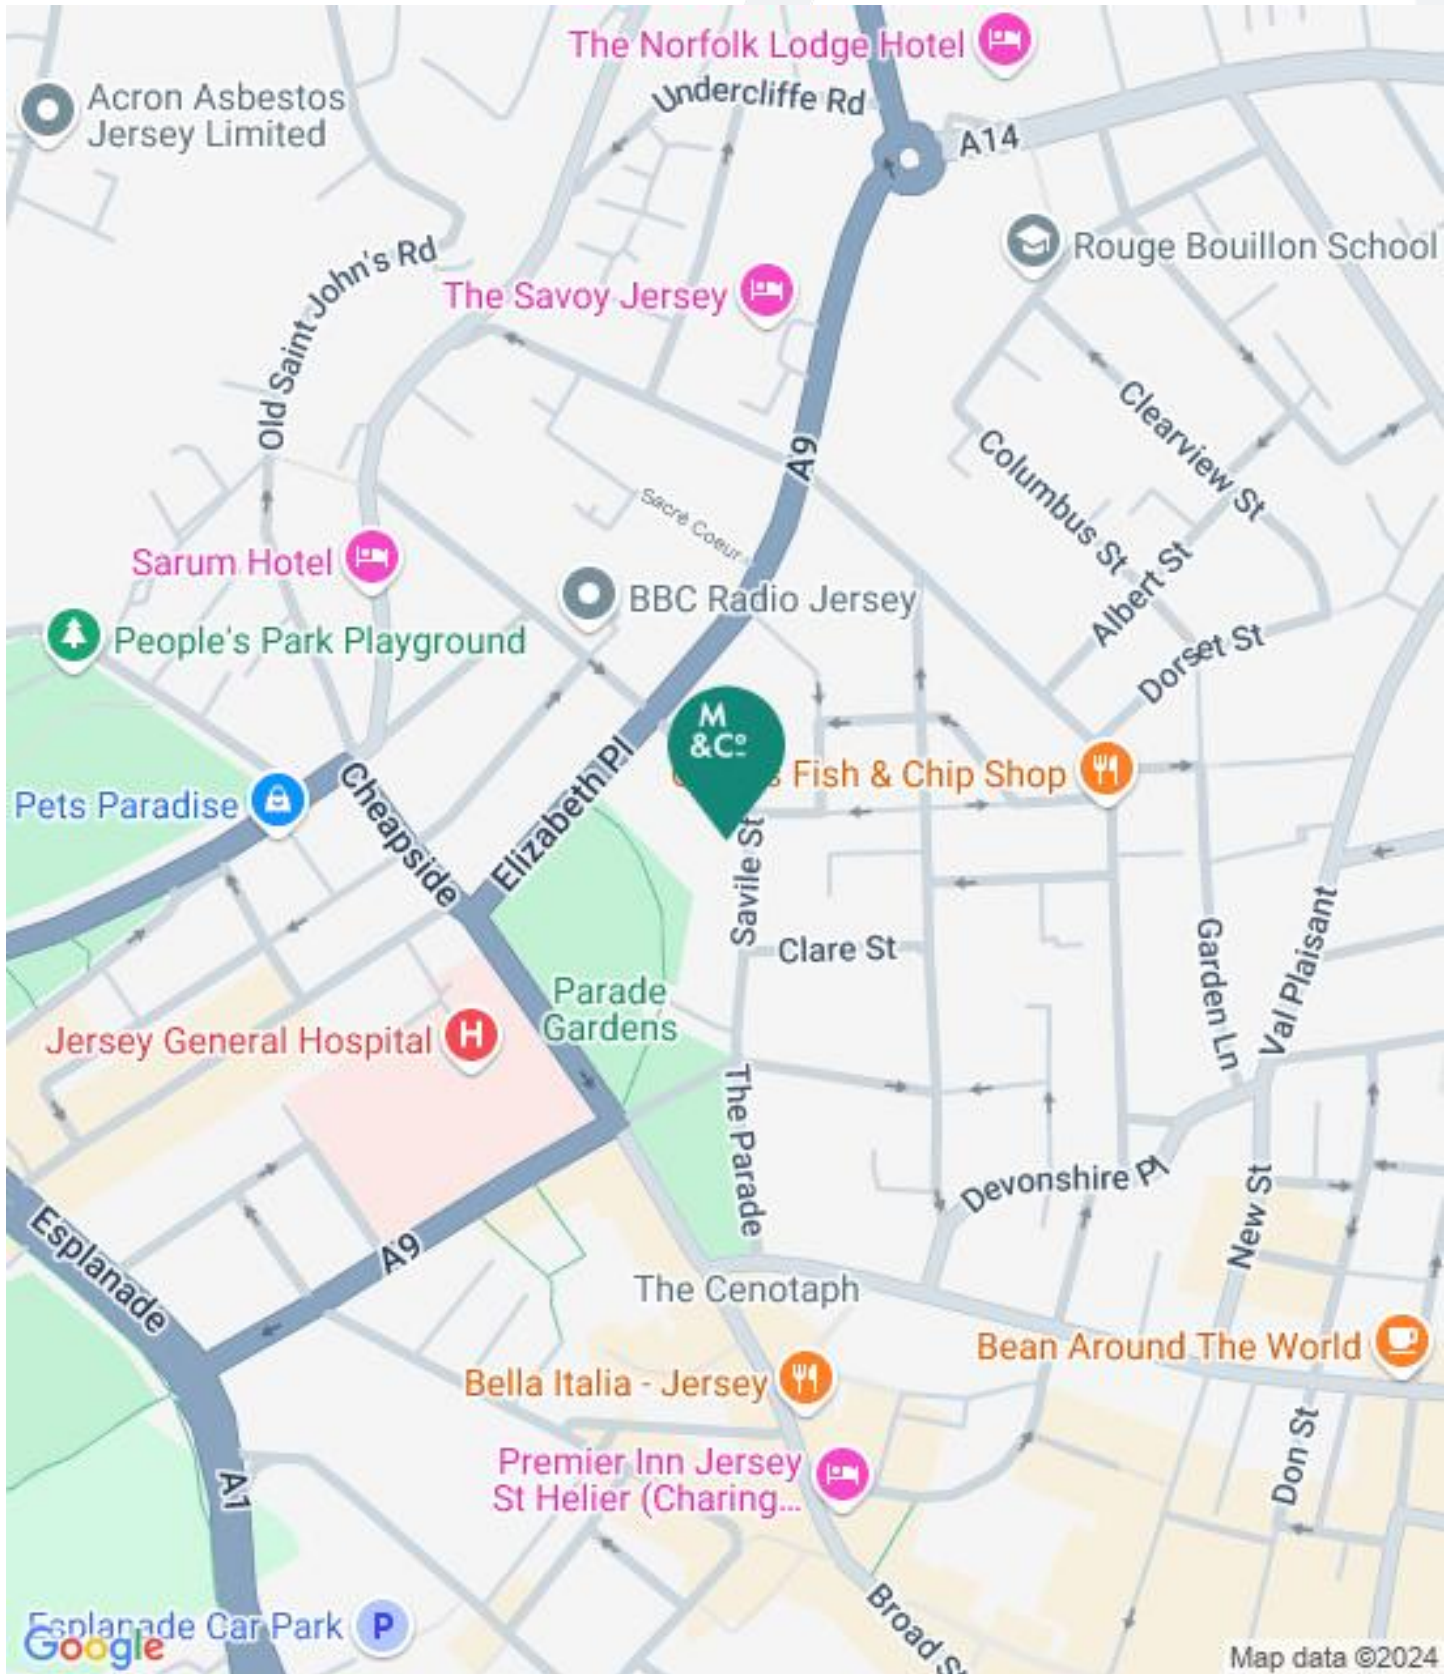 The Norfolk Lodge Hotel
Undercliffe Rd
Acron Asbestos
Jersey Limited
A14
Rouge Bouillon School
Old Saint John's Rd
The Savoy Jersey
Clearview St
A9
Columbus St
Sacré Coeur
Sarum Hotel
Albert St
BBC Radio Jersey
People's Park Playground
Dorset St
M
&Co
Fish & Chip Shop
Pets Paradise
Cheapside
Elizabeth Pl
Savile St
Clare St
Garden Ln
Val Plaisant
Parade
Gardens
Jersey General Hospital
H
The Parade
Devonshire Pl
New St
Esplanade
A9
The Cenotaph
Bean Around The World
Bella Italia - Jersey
Don St
Premier Inn Jersey
St Helier (Charing...
A1
Broad St
Esplanade Car Park
P
Google
Map data ©2024